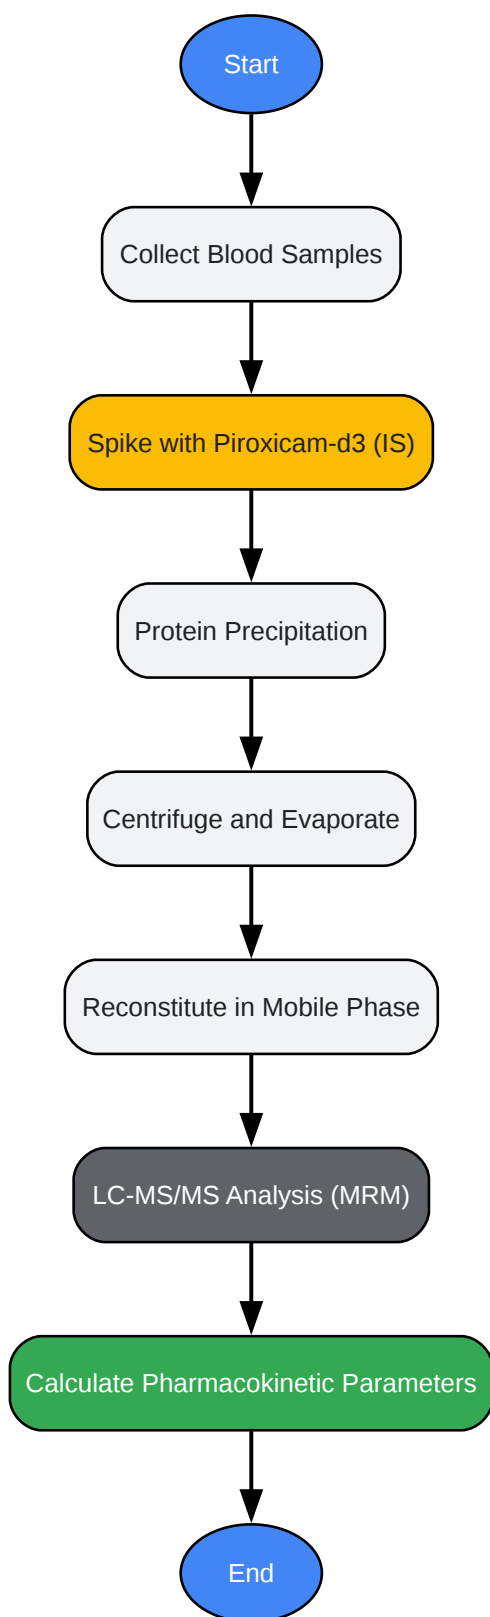 Start
Collect Blood Samples
Spike with Piroxicam-d3 (IS)
Protein Precipitation
Centrifuge and Evaporate
Reconstitute in Mobile Phase
LC-MS/MS Analysis (MRM)
Calculate Pharmacokinetic Parameters
End